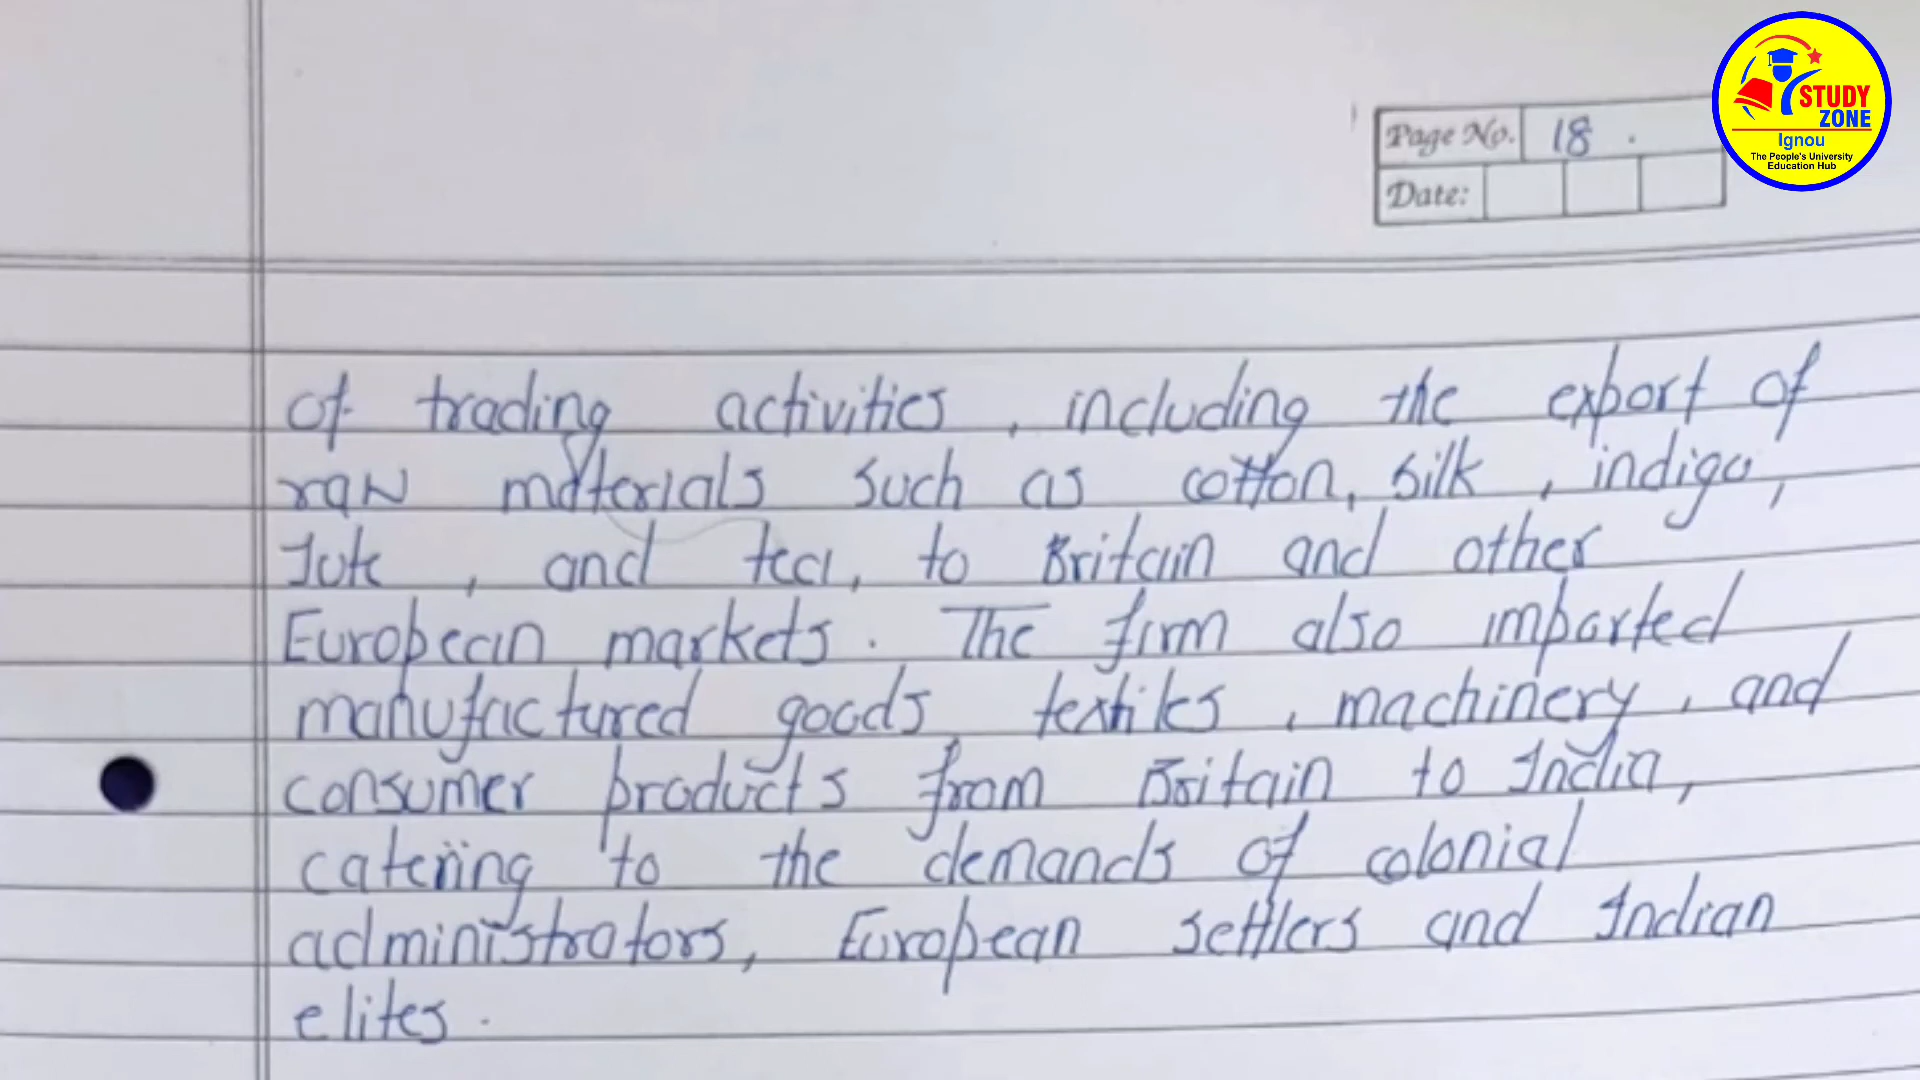 STUDY
ZONE
Ignou
The People's University
Education Hub
Page No. 18.
Date:
of trading activities, including the export of
raw materials such as cotton, silk, indigo,
Jute, and tea, to Britain and other
European markets. The firm also imported
manufactured goods textiles, machinery, and
consumer products from Britain to India,
catering to the demands of colonial
administrators, European settlers and Indian
elites.